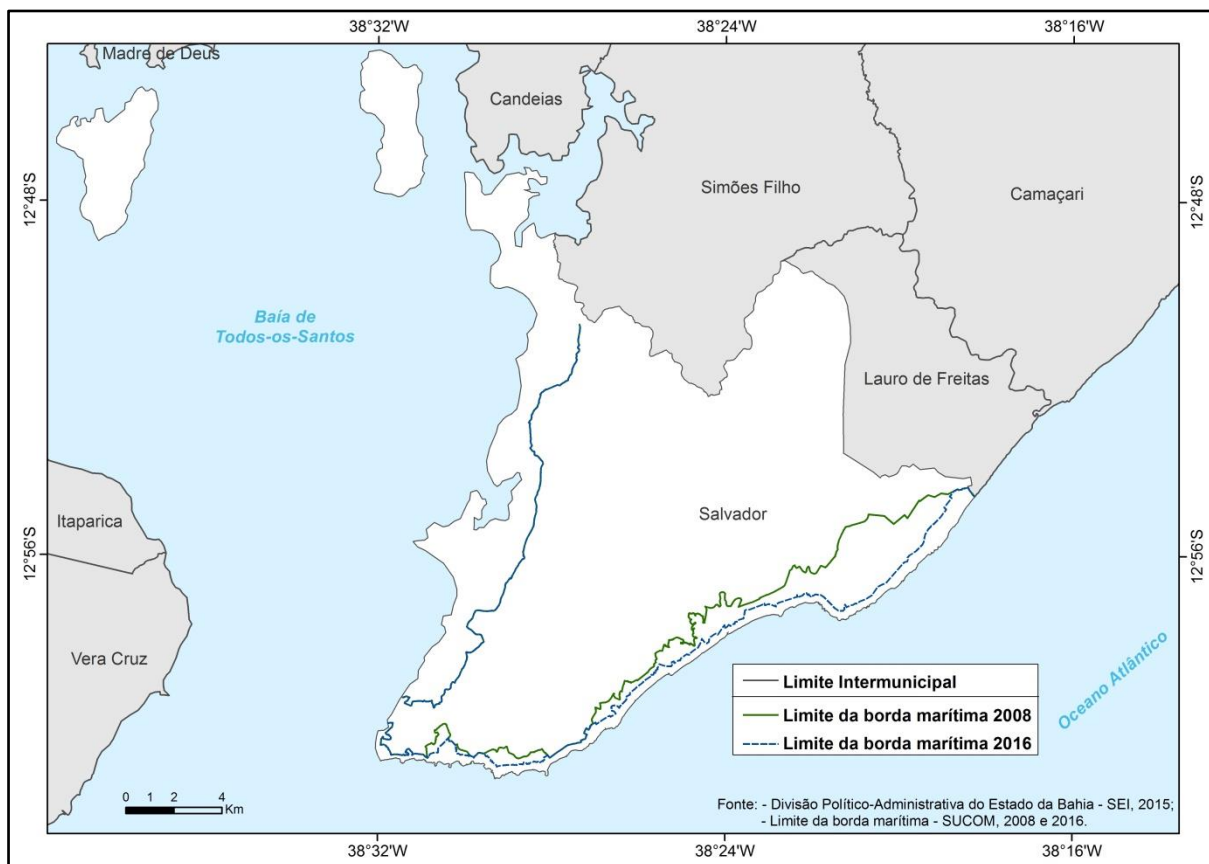 38°32'W
38°24'W
38°16'W
Madre de Deus
Candeias
Simões Filho
Camaçari
12°48'S
12°48'S
Baía de
Todos-os-Santos
Lauro de Freitas
Itaparica
Salvador
12°56'S
12°56'S
Vera Cruz
Oceano Atlântico
Limite Intermunicipal
Limite da borda marítima 2008
Limite da borda marítima 2016
0 1 2 4
Km
Fonte: - Divisão Político-Administrativa do Estado da Bahia - SEI, 2015;
- Limite da borda marítima - SUCOM, 2008 e 2016.
38°32'W
38°24'W
38°16'W